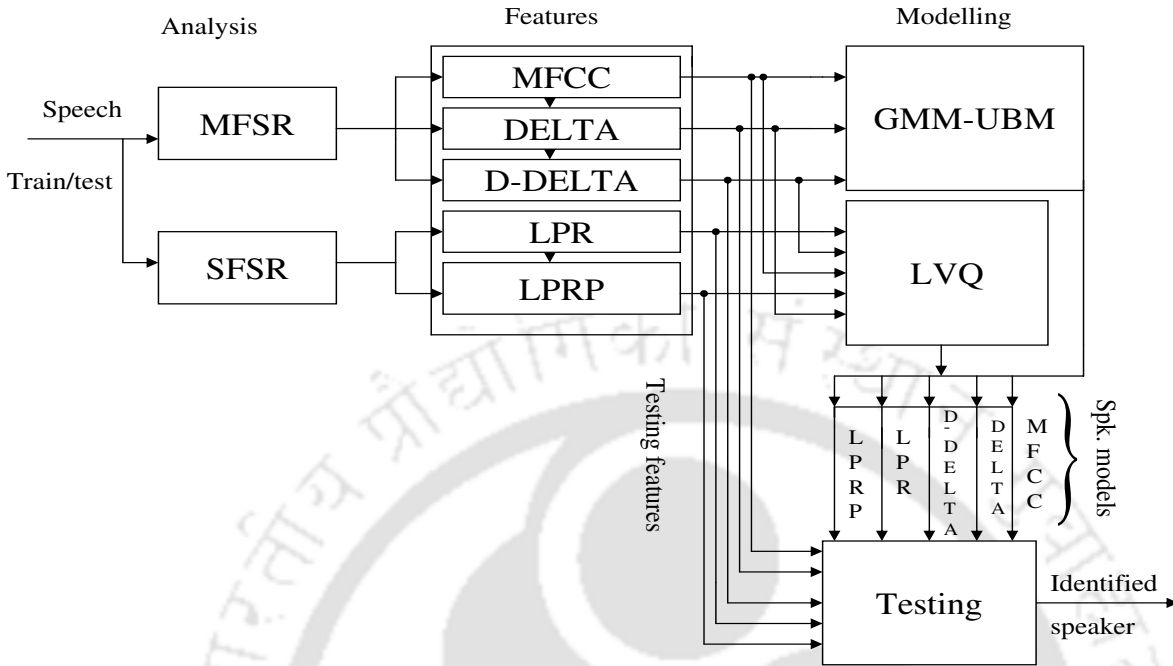 Analysis
Features
Modelling
Speech
Train/test
MFSR
SFSR
MFCC
DELTA
D-DELTA
LPR
LPRP
GMM-UBM
LVQ
Testing features
LPRP
LPR
D-DELTA
DELTA
MFCC
Spk. models
Testing
Identified
speaker
भारतीय प्रौद्योगिकी संस्थान